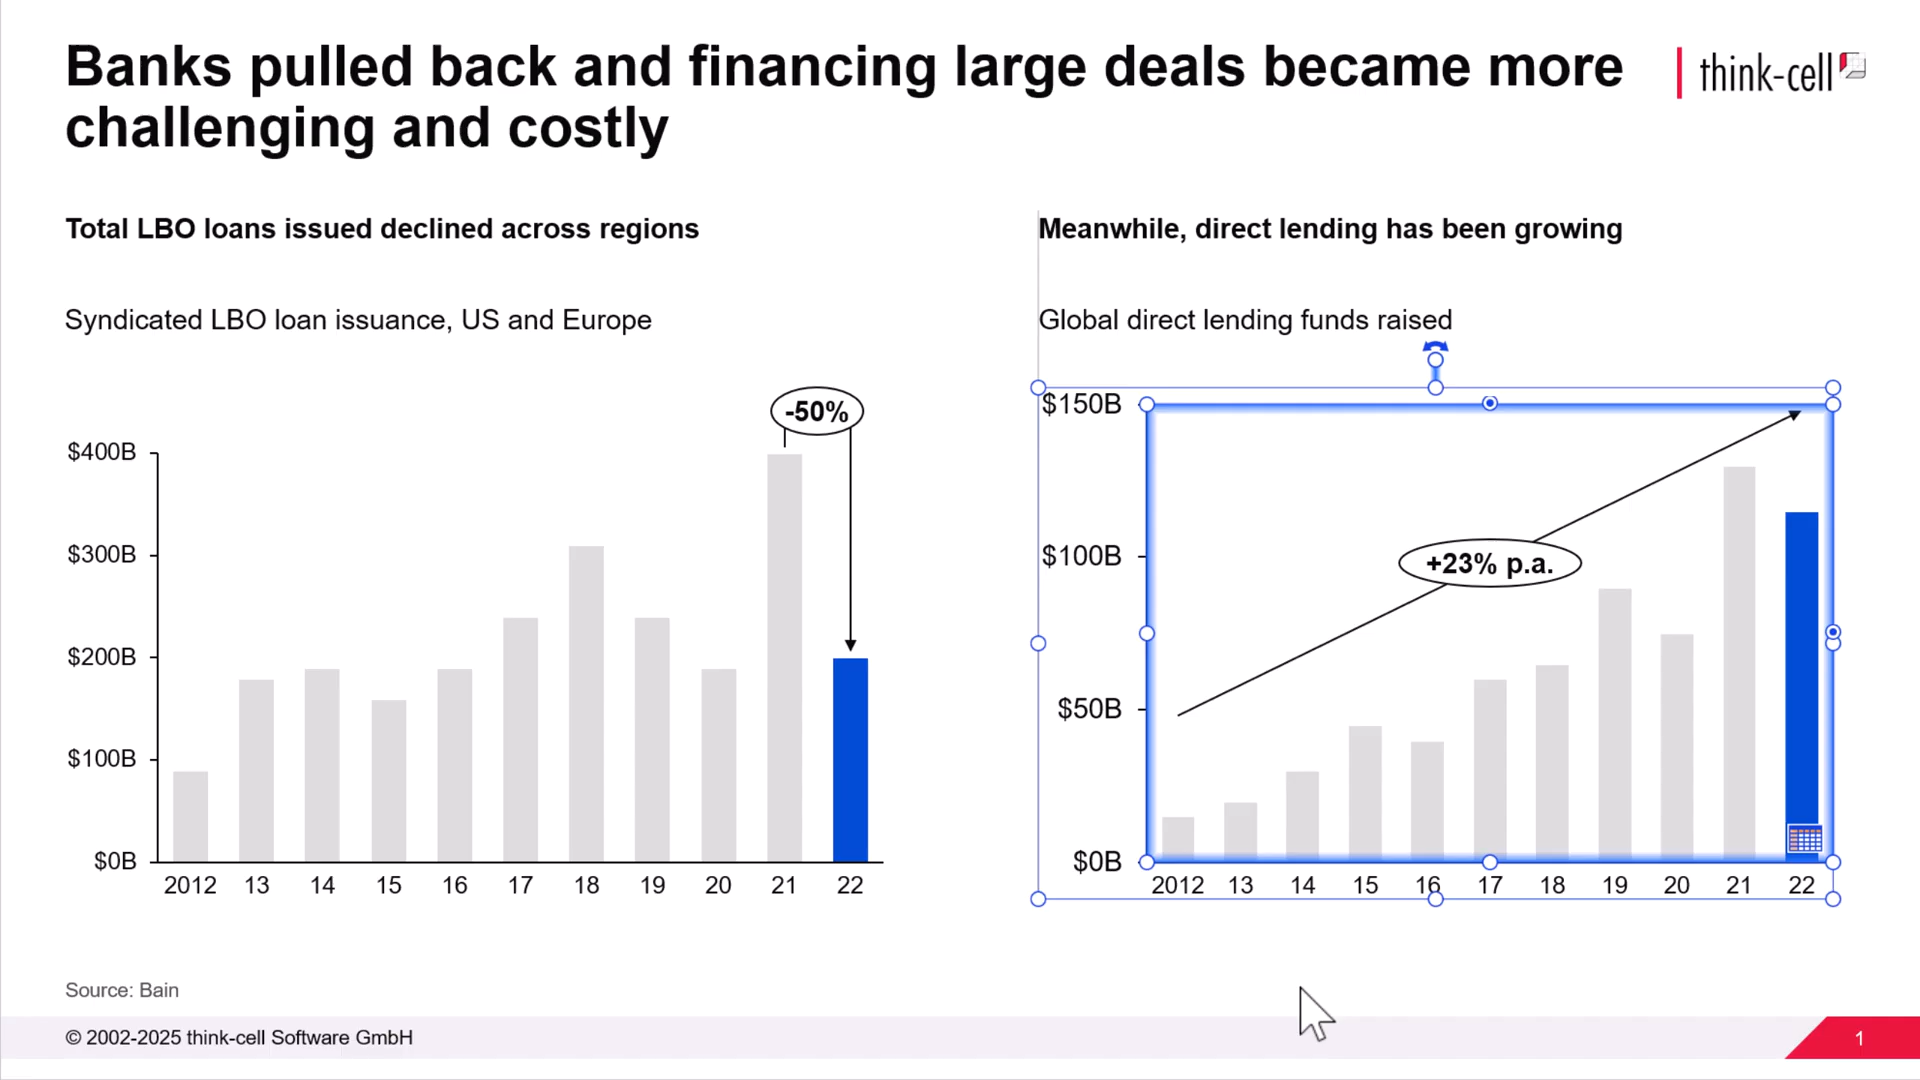 Banks pulled back and financing large deals became more
challenging and costly
think-cell
Total LBO loans issued declined across regions
Syndicated LBO loan issuance, US and Europe
-50%
$400B
$300B
$200B
$100B
$0B
2012 13 14 15 16 17 18 19 20 21 22
Meanwhile, direct lending has been growing
Global direct lending funds raised
$150B
$100B
+23% p.a.
$50B
$0B
2012 13 14 15 16 17 18 19 20 21 22
Source: Bain
© 2002-2025 think-cell Software GmbH
1